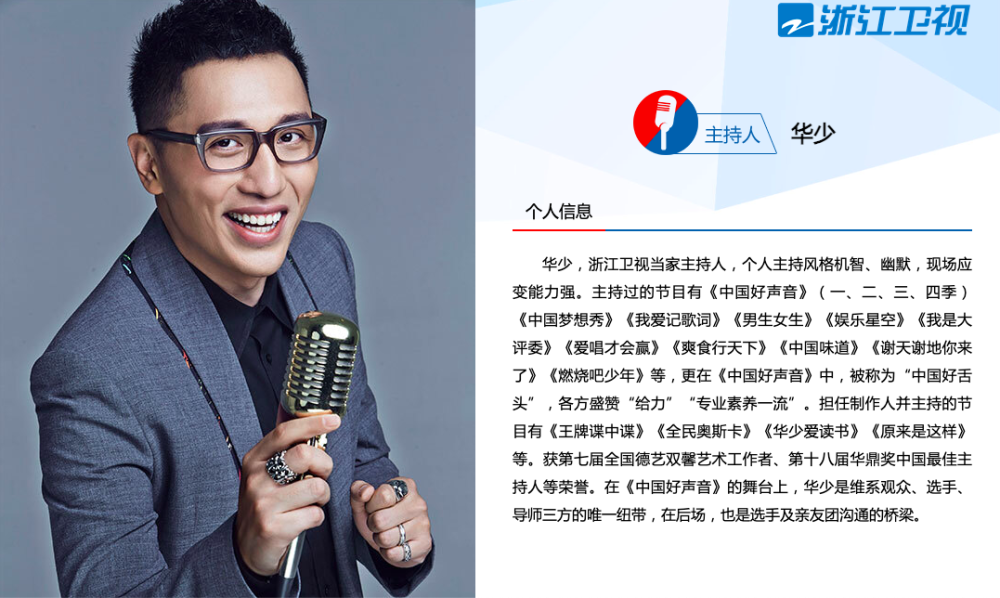 浙江卫视
主持人 华少
个人信息
华少，浙江卫视当家主持人，个人主持风格机智、幽默，现场应
变能力强。主持过的节目有《中国好声音》（一、二、三、四季）
《中国梦想秀》《我爱记歌词》《男生女生》《娱乐星空》《我是大
评委》《爱唱才会赢》《爽食行天下》《中国味道》《谢天谢地你来
了》《燃烧吧少年》等，更在《中国好声音》中，被称为“中国好舌
头”，各方盛赞“给力”“专业素养一流”。担任制作人并主持的节
目有《王牌谍中谍》《全民奥斯卡》《华少爱读书》《原来是这样》
等。获第七届全国德艺双馨艺术工作者、第十八届华鼎奖中国最佳主
持人等荣誉。在《中国好声音》的舞台上，华少是维系观众、选手、
导师三方的唯一纽带，在后场，也是选手及亲友团沟通的桥梁。